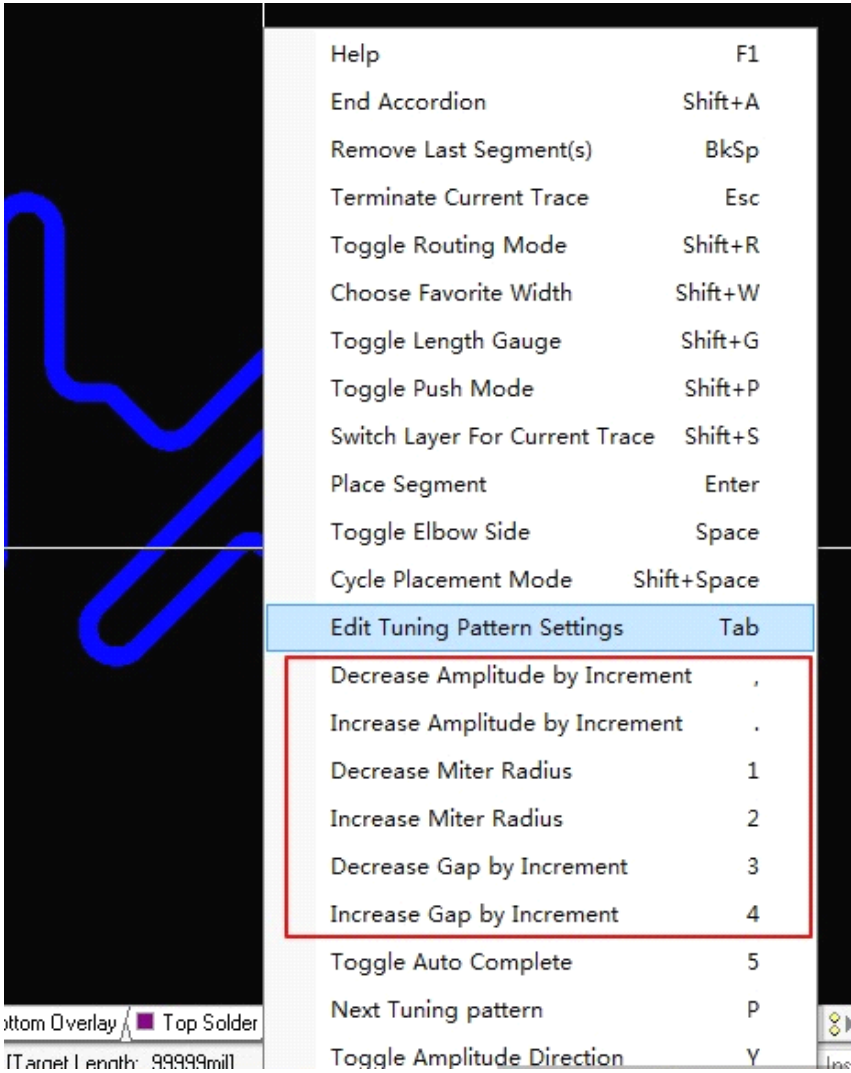 Help F1
End Accordion Shift+A
Remove Last Segment(s) BkSp
Terminate Current Trace Esc
Toggle Routing Mode Shift+R
Choose Favorite Width Shift+W
Toggle Length Gauge Shift+G
Toggle Push Mode Shift+P
Switch Layer For Current Trace Shift+S
Place Segment Enter
Toggle Elbow Side Space
Cycle Placement Mode Shift+Space
Edit Tuning Pattern Settings Tab
Decrease Amplitude by Increment ,
Increase Amplitude by Increment .
Decrease Miter Radius 1
Increase Miter Radius 2
Decrease Gap by Increment 3
Increase Gap by Increment 4
Toggle Auto Complete 5
Next Tuning pattern P
Toggle Amplitude Direction Y
ottom Overlay Top Solder
[Target Length: 99999mil]